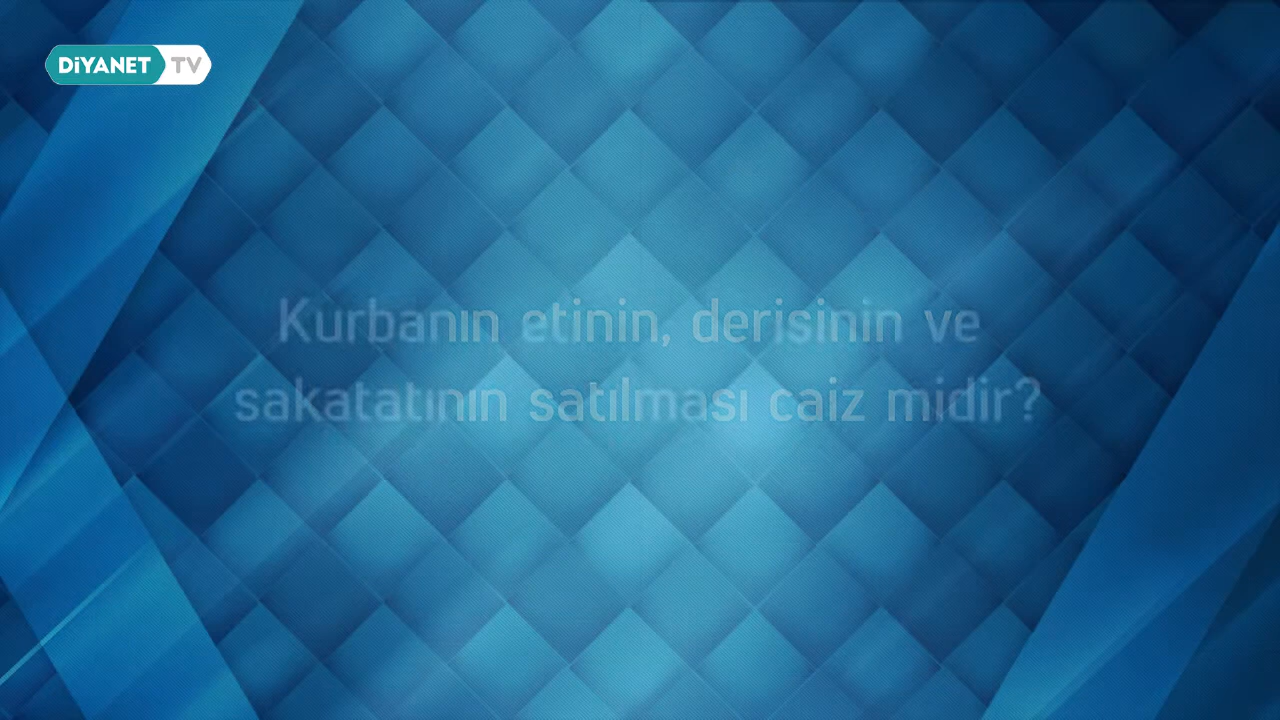 DİYANET TV
Kurbanın etinin, derisinin ve
sakatatının satılması caiz midir?